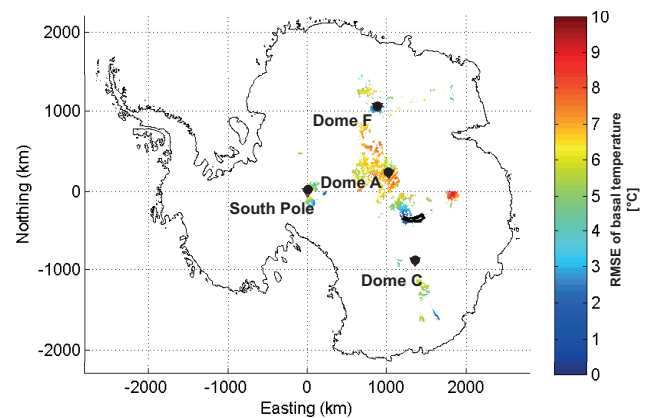 2000
1000
0
-1000
-2000
Northing (km)
-2000
-1000
0
1000
2000
Easting (km)
Dome F
Dome A
South Pole
Dome C
10
9
8
7
6
5
4
3
2
1
0
RMSE of basal temperature
[°C]